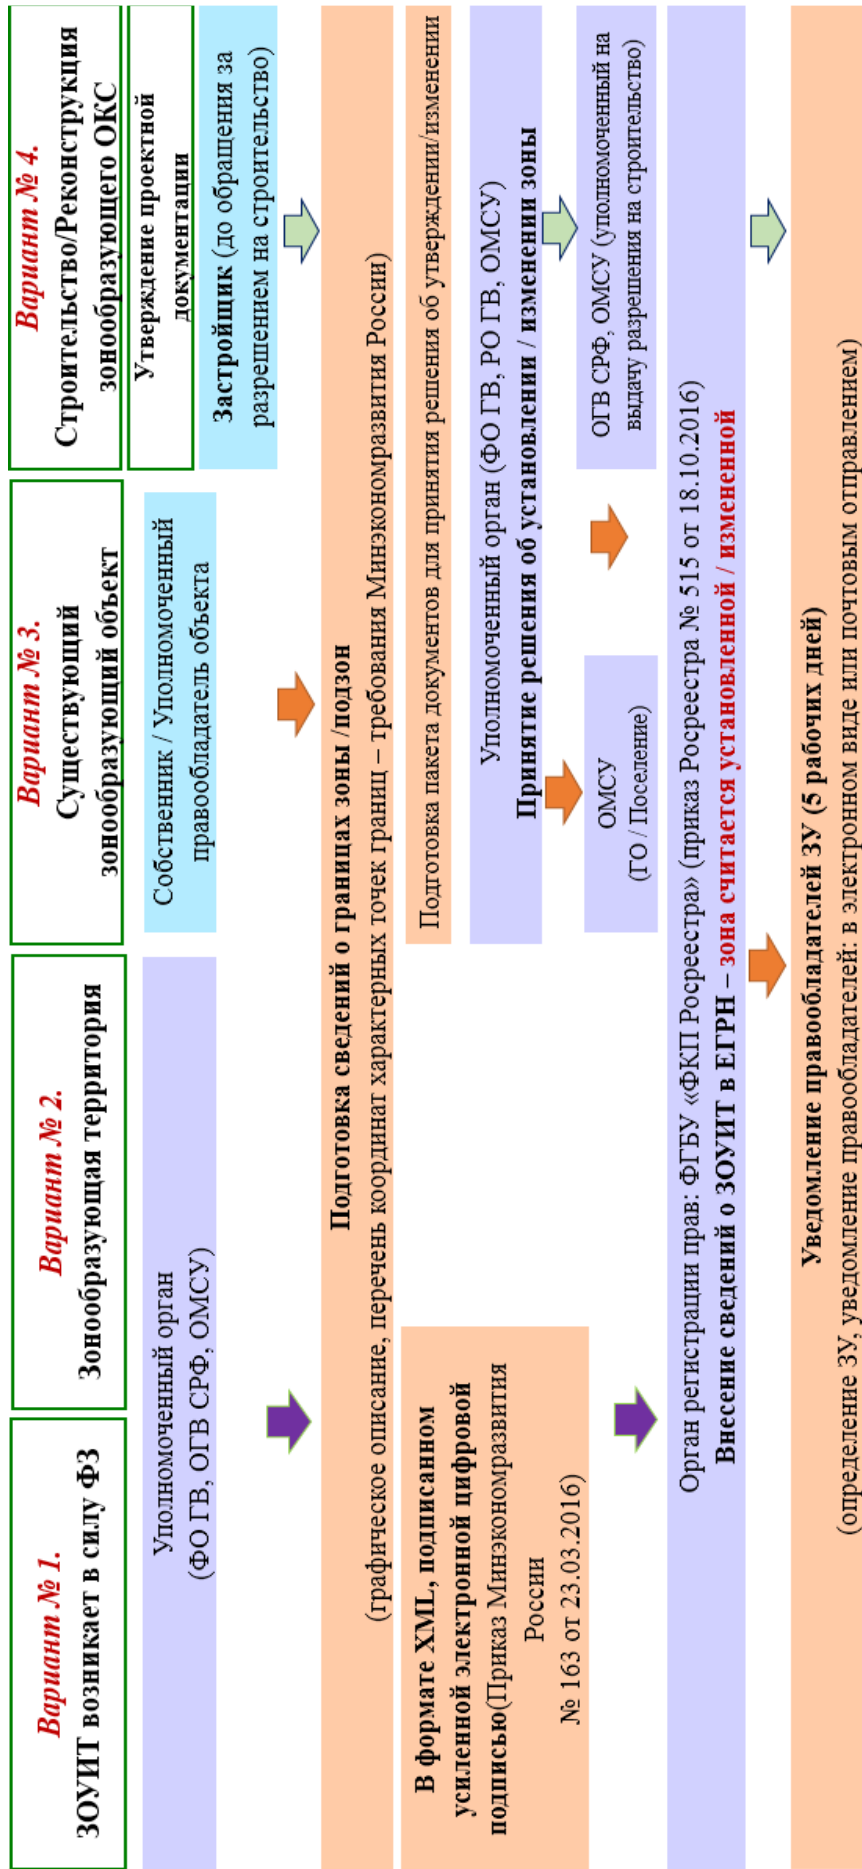 Вариант № 1.
ЗОУИТ возникает в силу ФЗ
Вариант № 2.
Зонообразующая территория
Вариант № 3.
Существующий
зонообразующий объект
Вариант № 4.
Строительство/Реконструкция
зонообразующего ОКС
Утверждение проектной
документации
Уполномоченный орган
(ФО ГВ, ОГВ СРФ, ОМСУ)
Собственник / Уполномоченный
правообладатель объекта
Застройщик (до обращения за
разрешением на строительство)
Подготовка сведений о границах зоны /подзон
(графическое описание, перечень координат характерных точек границ – требования Минэкономразвития России)
В формате XML, подписанном
усиленной электронной цифровой
подписью(Приказ Минэкономразвития
России
№ 163 от 23.03.2016)
Подготовка пакета документов для принятия решения об утверждении/изменении
Уполномоченный орган (ФО ГВ, РО ГВ, ОМСУ)
Принятие решения об установлении / изменении зоны
ОМСУ
(ГО / Поселение)
ОГВ СРФ, ОМСУ (уполномоченный на
выдачу разрешения на строительство)
Орган регистрации прав: ФГБУ «ФКП Росреестра» (приказ Росреестра № 515 от 18.10.2016)
Внесение сведений о ЗОУИТ в ЕГРН – зона считается установленной / измененной
Уведомление правообладателей ЗУ (5 рабочих дней)
(определение ЗУ, уведомление правообладателей: в электронном виде или почтовым отправлением)